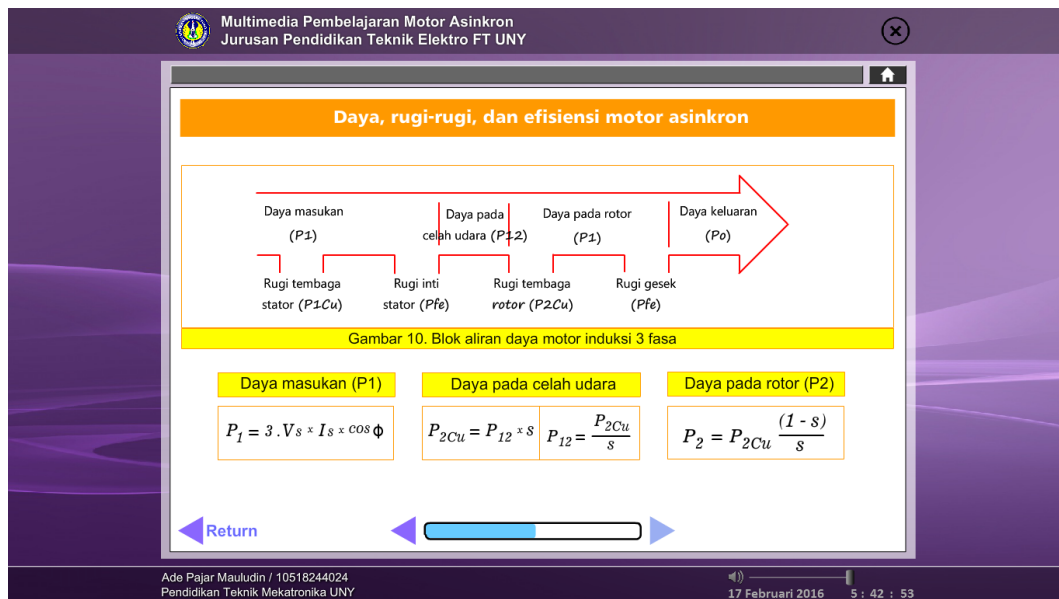 Multimedia Pembelajaran Motor Asinkron
Jurusan Pendidikan Teknik Elektro FT UNY
Daya, rugi-rugi, dan efisiensi motor asinkron
Daya masukan
(P1)
Daya pada
celah udara (P12)
Daya pada rotor
(P1)
Daya keluaran
(Po)
Rugi tembaga
stator (P1Cu)
Rugi inti
stator (Pfe)
Rugi tembaga
rotor (P2Cu)
Rugi gesek
(Pfe)
Gambar 10. Blok aliran daya motor induksi 3 fasa
Daya masukan (P1)
P₁ = 3 . Vs x Is x cos ϕ
Daya pada celah udara
P₂Cu = P₁₂ x s
P₁₂ = P₂Cu / s
Daya pada rotor (P2)
P₂ = P₂Cu (1 - s) / s
Return
Ade Pajar Mauludin / 10518244024
Pendidikan Teknik Mekatronika UNY
17 Februari 2016 5 : 42 : 53